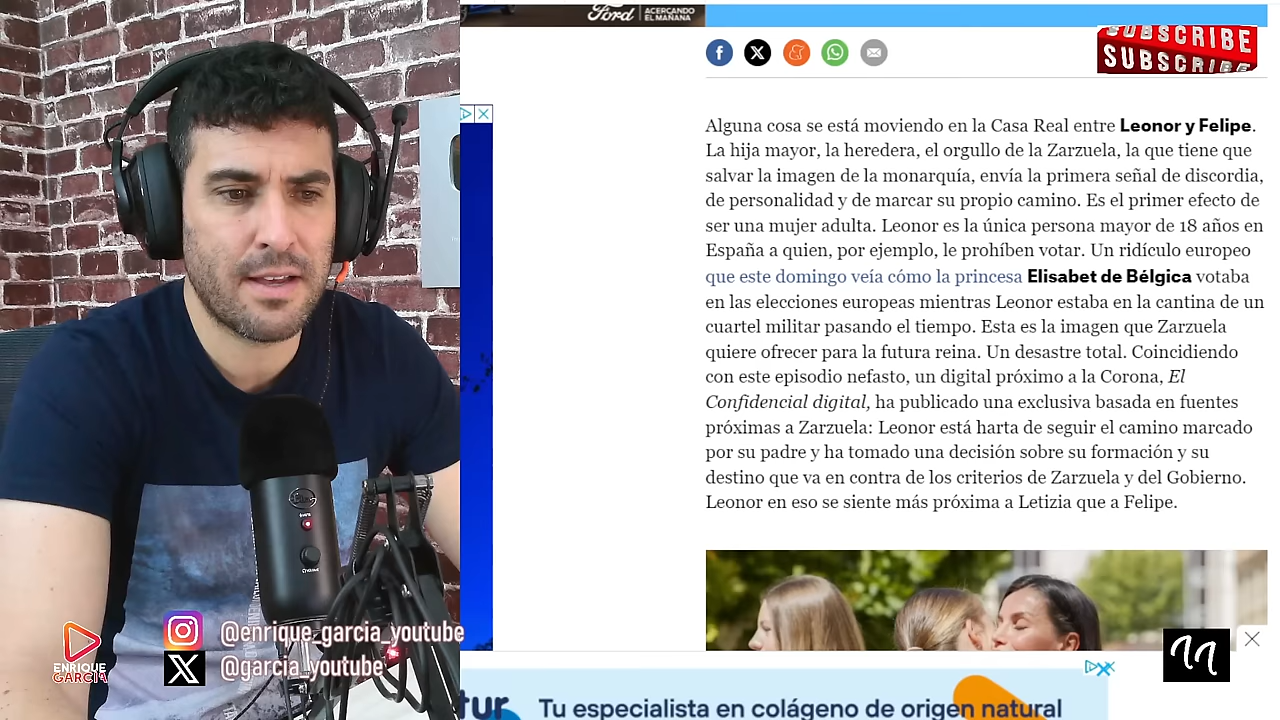 Ford ACERCANDO
EL MAÑANA
SUBSCRIBE
SUBSCRIBE
Alguna cosa se está moviendo en la Casa Real entre Leonor y Felipe.
La hija mayor, la heredera, el orgullo de la Zarzuela, la que tiene que
salvar la imagen de la monarquía, envía la primera señal de discordia,
de personalidad y de marcar su propio camino. Es el primer efecto de
ser una mujer adulta. Leonor es la única persona mayor de 18 años en
España a quien, por ejemplo, le prohíben votar. Un ridículo europeo
que este domingo veía cómo la princesa Elisabet de Bélgica votaba
en las elecciones europeas mientras Leonor estaba en la cantina de un
cuartel militar pasando el tiempo. Esta es la imagen que Zarzuela
quiere ofrecer para la futura reina. Un desastre total. Coincidiendo
con este episodio nefasto, un digital próximo a la Corona, El
Confidencial digital, ha publicado una exclusiva basada en fuentes
próximas a Zarzuela: Leonor está harta de seguir el camino marcado
por su padre y ha tomado una decisión sobre su formación y su
destino que va en contra de los criterios de Zarzuela y del Gobierno.
Leonor en eso se siente más próxima a Letizia que a Felipe.
@enrique_garcia_youtube
@garcia_youtube
ENRIQUE
GARCIA
tur Tu especialista en colágeno de origen natural